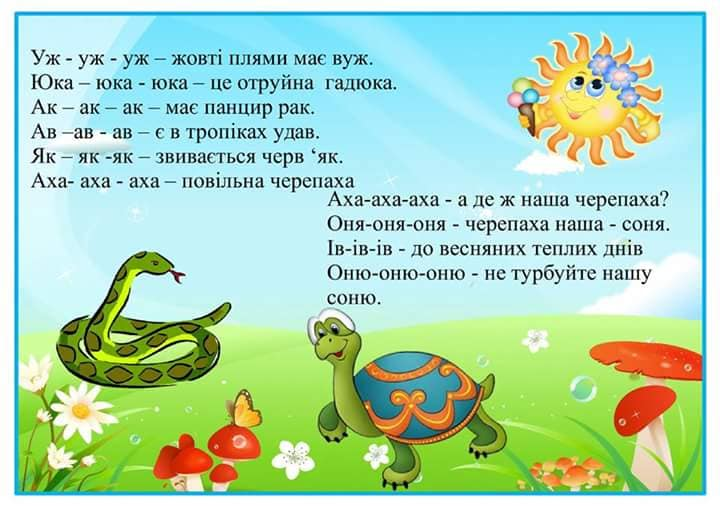 Уж - уж - уж – жовті плями має вуж.
Юка – юка - юка – це отруйна гадюка.
Ак – ак – ак – має панцир рак.
Ав –ав - ав – є в тропіках удав.
Як – як -як – звивається черв ‘як.
Аха- аха - аха – повільна черепаха
Аха-аха-аха - а де ж наша черепаха?
Оня-оня-оня - черепаха наша - соня.
Ів-ів-ів - до весняних теплих днів
Оню-оню-оню - не турбуйте нашу
соню.